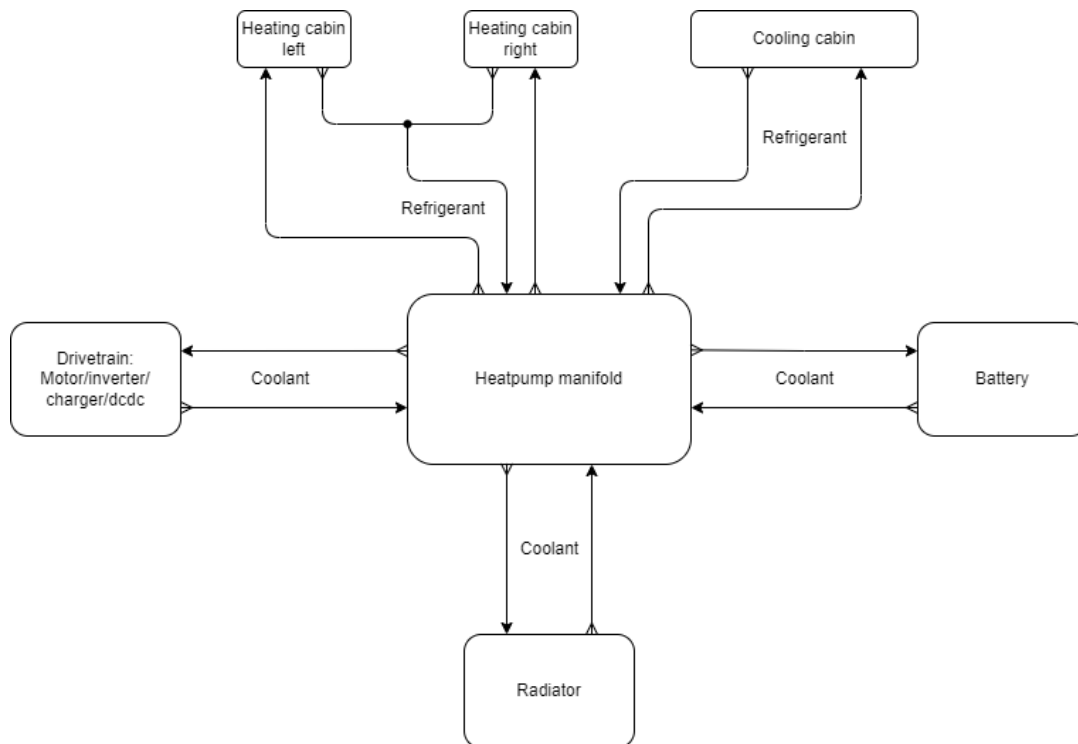 Heating cabin
left
Heating cabin
right
Cooling cabin
Refrigerant
Refrigerant
Drivetrain:
Motor/inverter/
charger/dcdc
Coolant
Heatpump manifold
Coolant
Battery
Coolant
Radiator